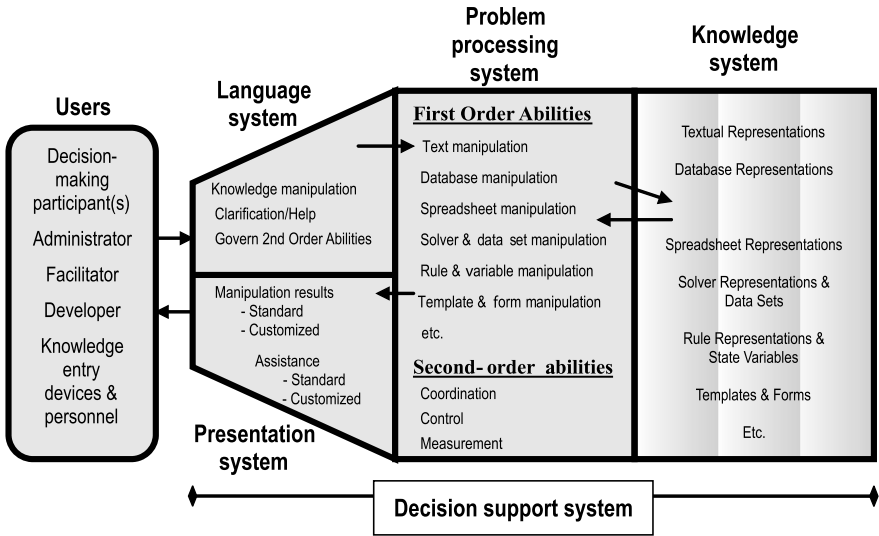 Users
Decision-
making
participant(s)
Administrator
Facilitator
Developer
Knowledge
entry
devices &
personnel
Language
system
Knowledge manipulation
Clarification/Help
Govern 2nd Order Abilities
Manipulation results
- Standard
- Customized
Assistance
- Standard
- Customized
Presentation
system
Problem
processing
system
First Order Abilities
Text manipulation
Database manipulation
Spreadsheet manipulation
Solver & data set manipulation
Rule & variable manipulation
Template & form manipulation
etc.
Second- order abilities
Coordination
Control
Measurement
Knowledge
system
Textual Representations
Database Representations
Spreadsheet Representations
Solver Representations &
Data Sets
Rule Representations &
State Variables
Templates & Forms
Etc.
Decision support system